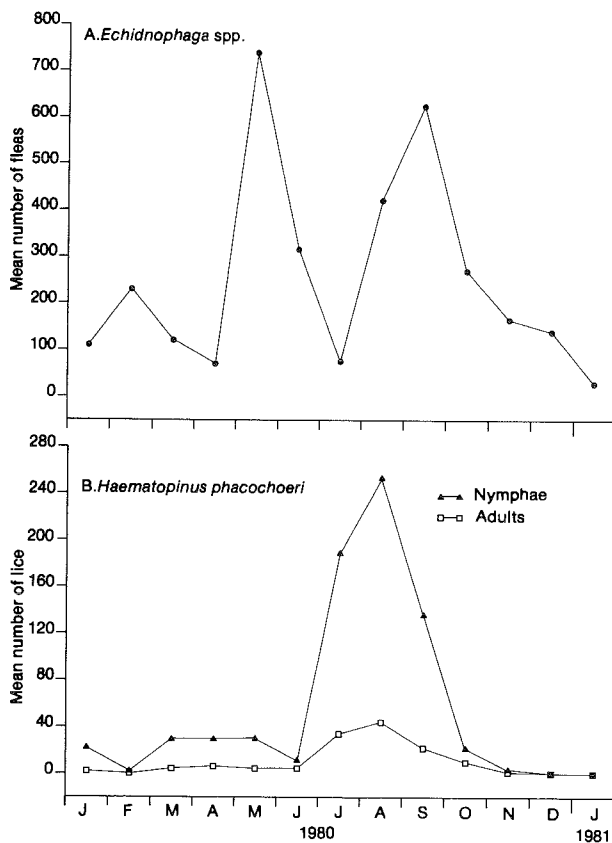 A.Echidnophaga spp.
Mean number of fleas
800
700
600
500
400
300
200
100
0
B.Haematopinus phacochoeri
Nymphae
Adults
Mean number of lice
280
240
200
160
120
80
40
0
J F M A M J J A S O N D J
1980 1981